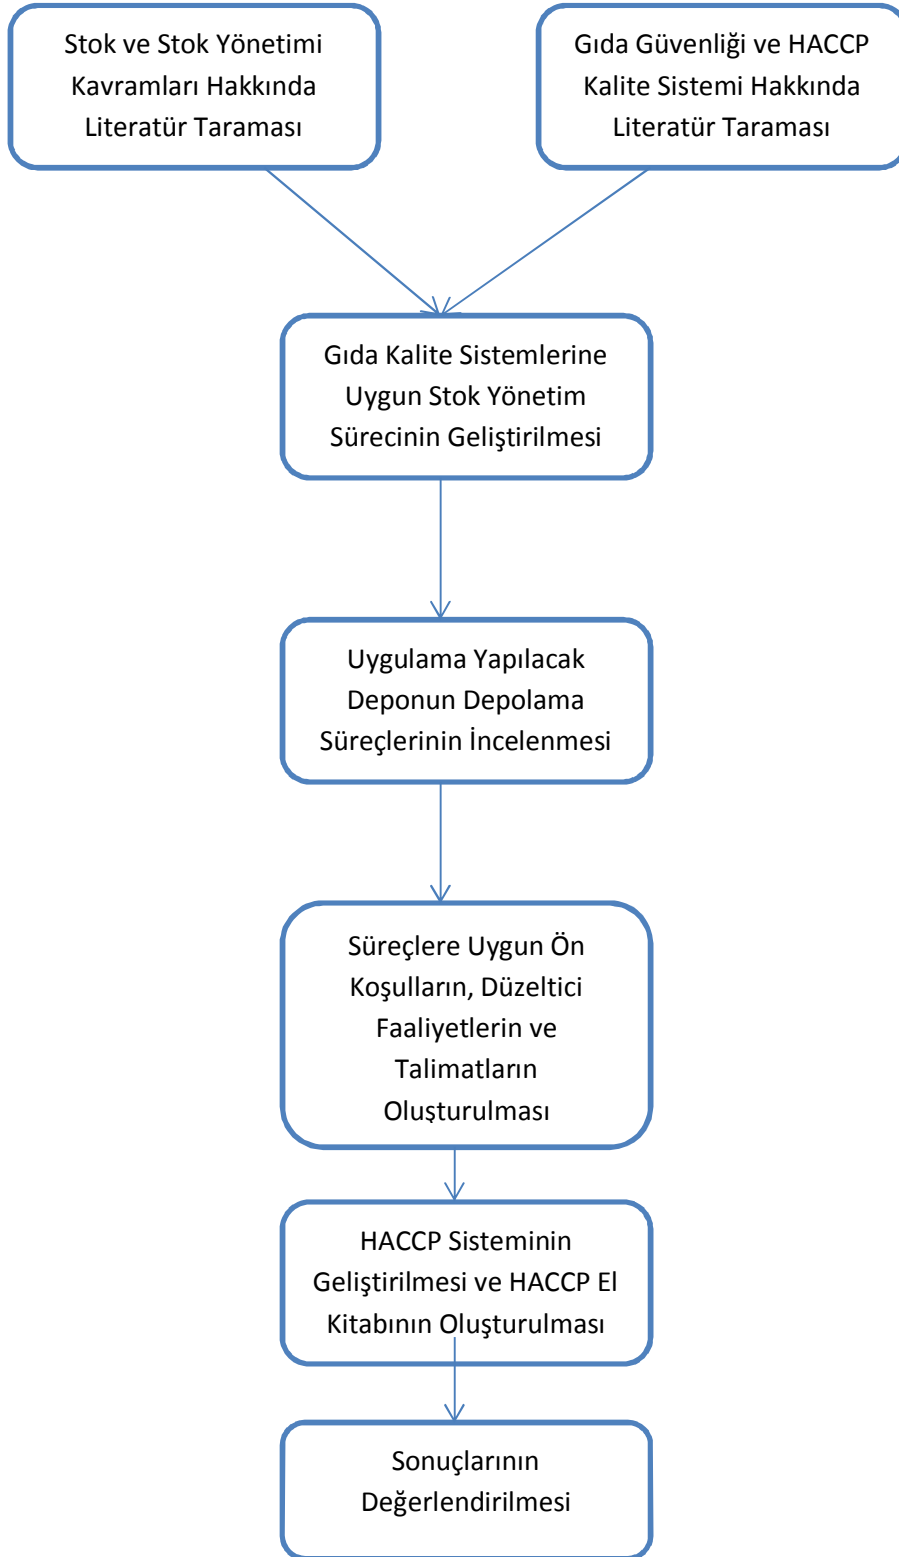 Stok ve Stok Yönetimi
Kavramları Hakkında
Literatür Taraması
Gıda Güvenliği ve HACCP
Kalite Sistemi Hakkında
Literatür Taraması
Gıda Kalite Sistemlerine
Uygun Stok Yönetim
Sürecinin Geliştirilmesi
Uygulama Yapılacak
Deponun Depolama
Süreçlerinin İncelenmesi
Süreçlere Uygun Ön
Koşulların, Düzeltici
Faaliyetlerin ve
Talimatların
Oluşturulması
HACCP Sisteminin
Geliştirilmesi ve HACCP El
Kitabının Oluşturulması
Sonuçlarının
Değerlendirilmesi